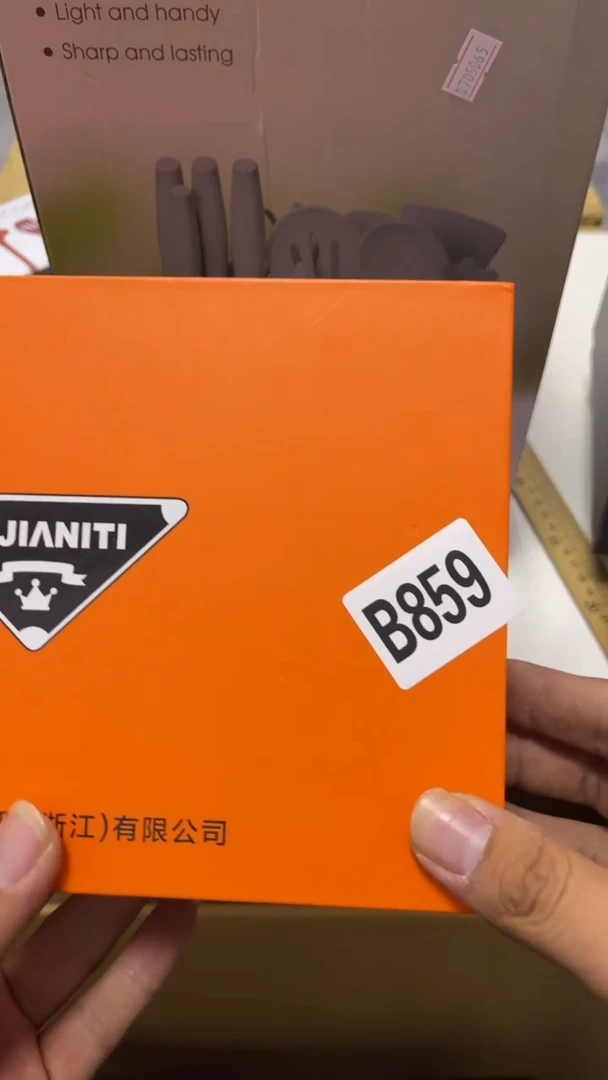 • Light and handy
• Sharp and lasting
JIANITI
B859
浙江)有限公司